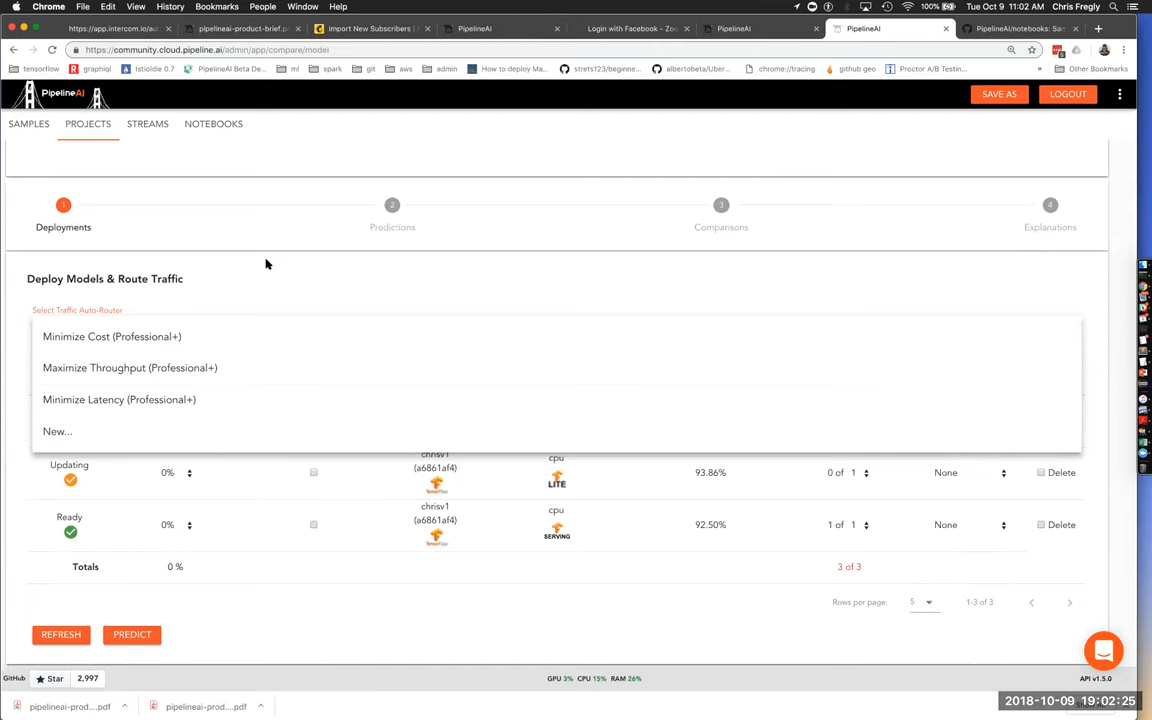 Chrome File Edit View History Bookmarks People Window Help 100% Tue Oct 9 11:02 AM Chris Fregly
https://app.intercom.io/a/ pipelineai-product-brief.p Import New Subscribers | PipelineAI Login with Facebook - Zoo PipelineAI PipelineAI PipelineAI/notebooks: Sam
https://community.cloud.pipeline.ai/admin/app/compare/model
tensorflow graphiql IstioIdie 0.7 PipelineAI Beta De... ml spark git aws admin How to deploy Ma... strets123/beginne... albertobeta/Uber... chrome://tracing github geo Proctor A/B Testin... » Other Bookmarks
PipelineAI SAVE AS LOGOUT
SAMPLES PROJECTS STREAMS NOTEBOOKS
1 2 3 4
Deployments Predictions Comparisons Explanations
Deploy Models & Route Traffic
Select Traffic Auto-Router
Minimize Cost (Professional+)
Maximize Throughput (Professional+)
Minimize Latency (Professional+)
New...
Updating 0% chrisv1 (a6861af4) TensorFlow cpu LITE 93.86% 0 of 1 None Delete
Ready 0% chrisv1 (a6861af4) TensorFlow cpu SERVING 92.50% 1 of 1 None Delete
Totals 0 % 3 of 3
Rows per page: 5 1-3 of 3
REFRESH PREDICT
GitHub Star 2,997 GPU 3% CPU 15% RAM 26% API v1.5.0
pipelineai-prod....pdf pipelineai-prod....pdf 2018-10-09 19:02:25